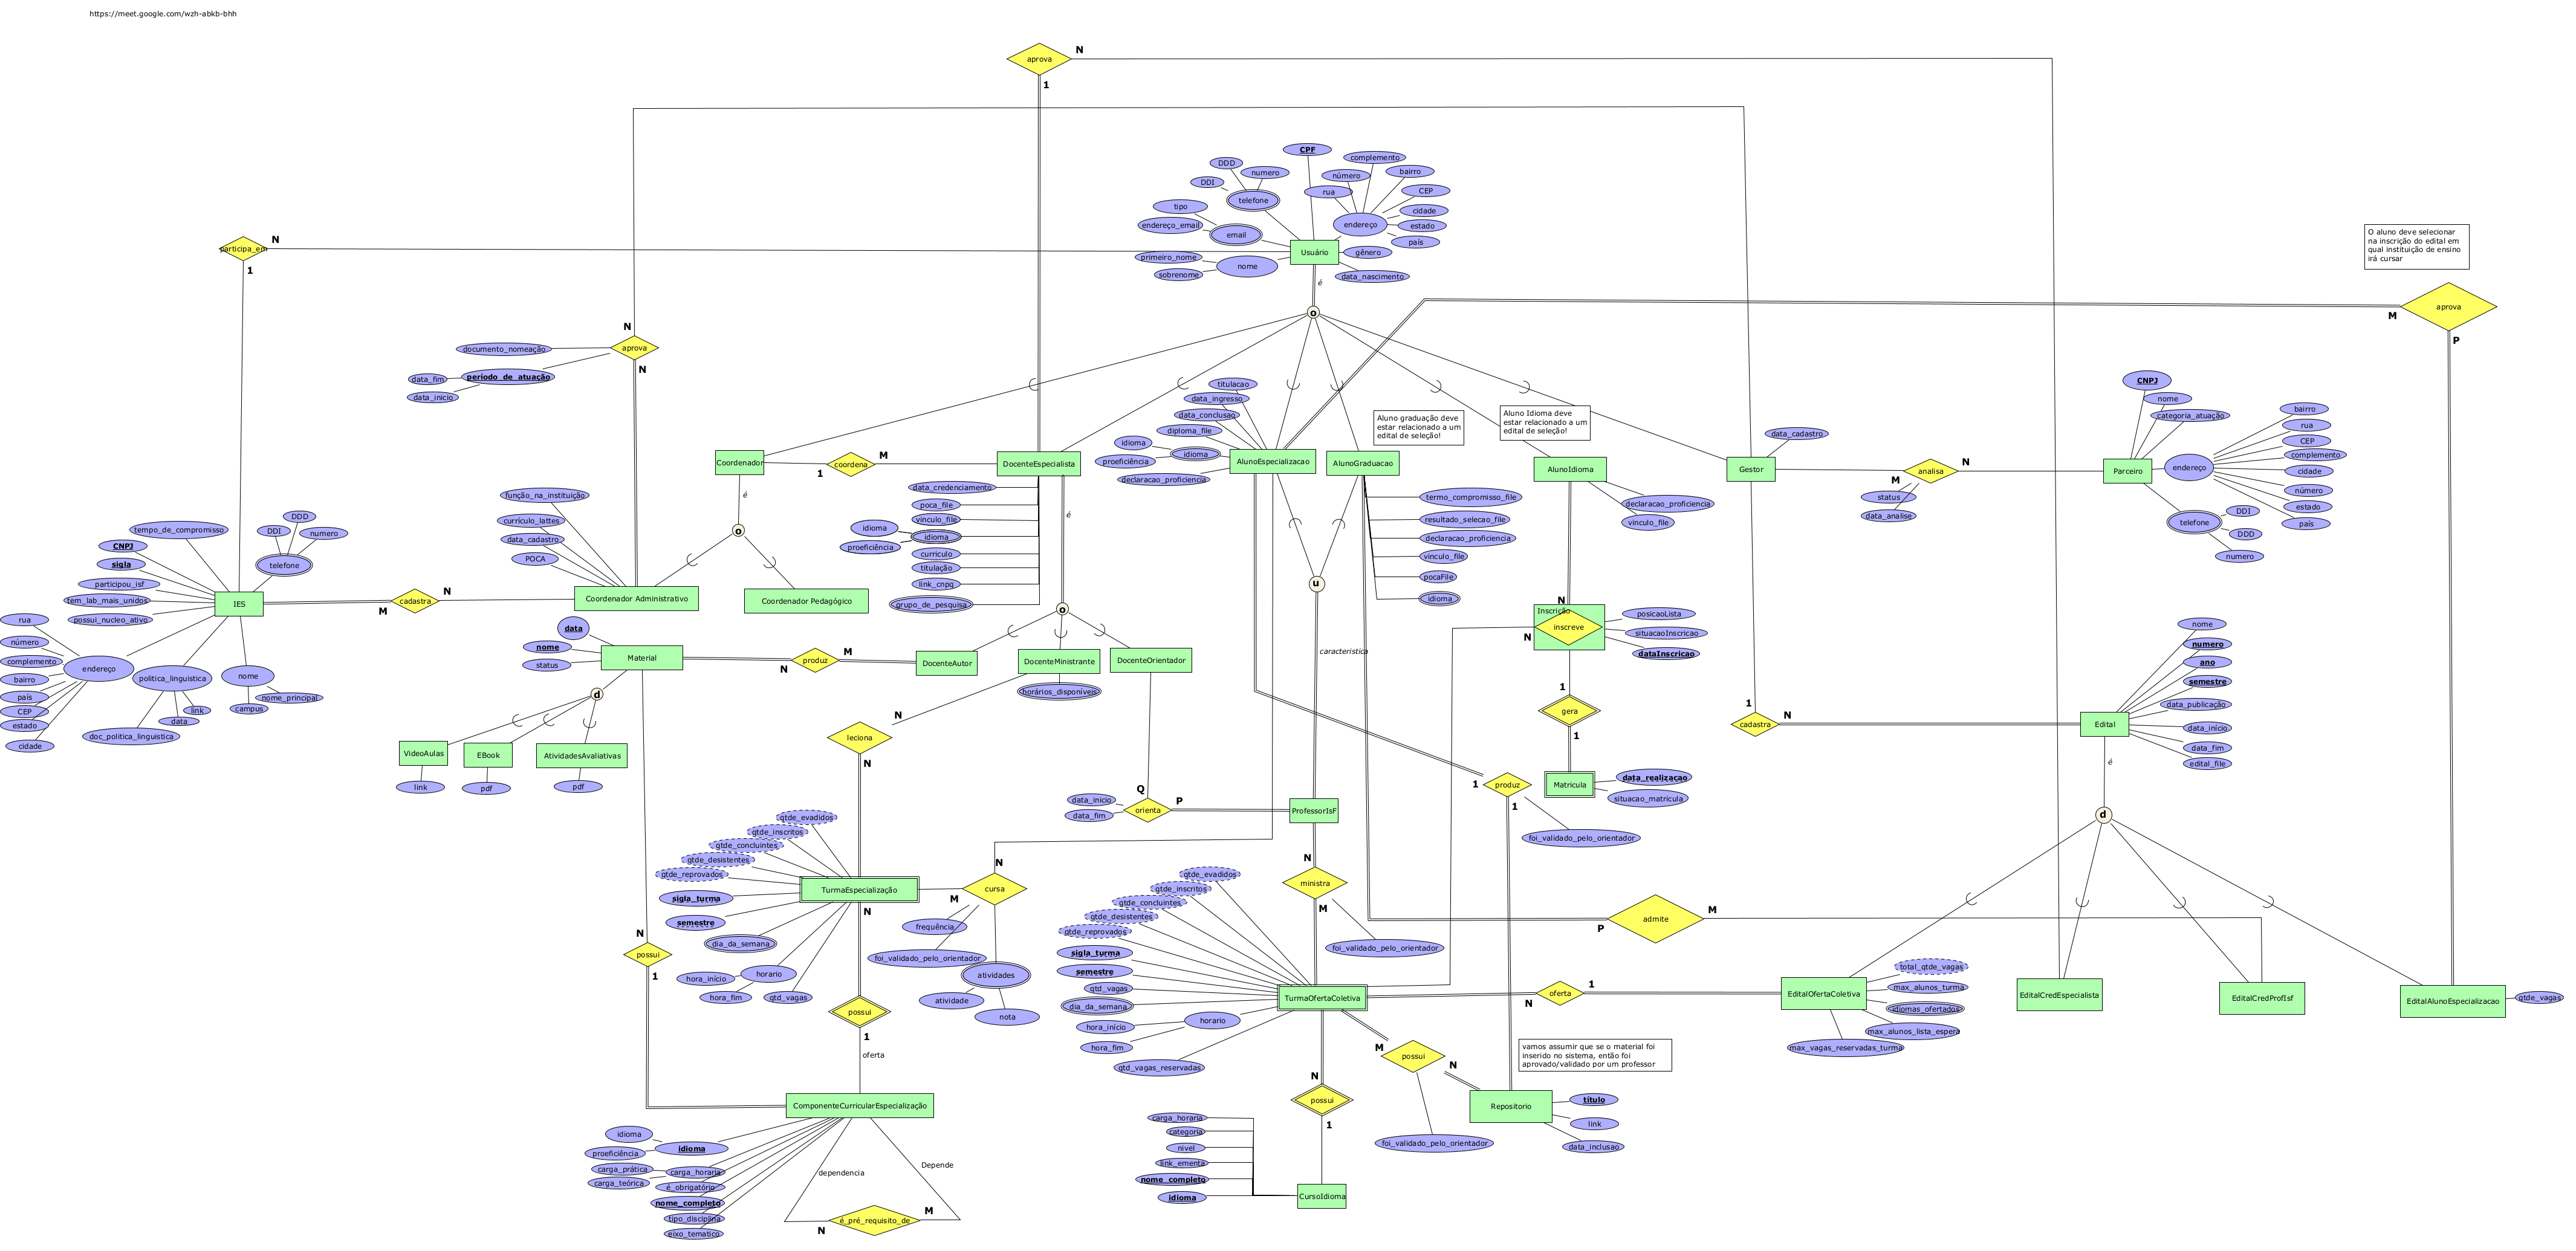 https://meet.google.com/wzh-abkb-bhh
aprova
N
1
CPF
complemento
DDD
numero
número
bairro
DDI
rua
CEP
telefone
tipo
cidade
endereço_email
email
endereço
estado
país
Usuário
gênero
primeiro_nome
nome
sobrenome
data_nascimento
é
o
participa_em
N
1
O aluno deve selecionar
na inscrição do edital em
qual instituição de ensino
irá cursar
aprova
M
P
N
aprova
N
documento_nomeação
período_de_atuação
data_fim
data_inicio
titulacao
data_ingresso
data_conclusao
diploma_file
idioma
idioma
proeficiência
declaracao_proficiencia
AlunoEspecializacao
Aluno graduação deve
estar relacionado a um
edital de seleção!
Aluno Idioma deve
estar relacionado a um
edital de seleção!
AlunoGraduacao
AlunoIdioma
data_cadastro
Gestor
analisa
M
N
status
data_analise
CNPJ
nome
categoria_atuação
Parceiro
bairro
rua
CEP
complemento
endereço
cidade
número
estado
país
telefone
DDI
DDD
numero
Coordenador
1
coordena
M
DocenteEspecialista
é
é
data_credenciamento
poca_file
vinculo_file
idioma
idioma
proeficiência
curriculo
titulação
link_cnpq
grupo_de_pesquisa
termo_compromisso_file
resultado_selecao_file
declaracao_proficiencia
vinculo_file
pocaFile
idioma
declaracao_proficiencia
vinculo_file
função_na_instituição
currículo_lattes
data_cadastro
POCA
o
Coordenador Administrativo
Coordenador Pedagógico
tempo_de_compromisso
DDD
DDI
numero
CNPJ
sigla
telefone
participou_isf
tem_lab_mais_unidos
possui_nucleo_ativo
IES
M
cadastra
N
rua
número
complemento
bairro
país
CEP
estado
cidade
endereço
politica_linguistica
nome
nome_principal
campus
link
data
doc_politica_linguistica
data
nome
status
Material
N
produz
M
o
DocenteAutor
DocenteMinistrante
DocenteOrientador
horários_disponíveis
u
caracteristica
N
Inscrição
inscreve
N
posicaoLista
situacaoInscricao
dataInscricao
1
gera
1
Matricula
data_realizacao
situacao_matricula
nome
numero
ano
semestre
data_publicação
data_início
data_fim
edital_file
Edital
1
cadastra
N
é
d
d
VideoAulas
EBook
AtividadesAvaliativas
link
pdf
pdf
N
leciona
N
Q
data_inicio
data_fim
orienta
P
ProfessorIsF
1
produz
1
foi_validado_pelo_orientador
qtde_evadidos
qtde_inscritos
qtde_concluintes
qtde_desistentes
qtde_reprovados
sigla_turma
semestre
dia_da_semana
hora_início
horario
hora_fim
qtd_vagas
TurmaEspecialização
N
N
cursa
M
frequência
foi_validado_pelo_orientador
atividades
atividade
nota
N
ministra
M
foi_validado_pelo_orientador
M
admite
P
qtde_evadidos
qtde_inscritos
qtde_concluintes
qtde_desistentes
qtde_reprovados
sigla_turma
semestre
qtd_vagas
dia_da_semana
hora_início
horario
hora_fim
qtd_vagas_reservadas
TurmaOfertaColetiva
N
oferta
1
EditalOfertaColetiva
total_qtde_vagas
max_alunos_turma
idiomas_ofertados
max_alunos_lista_espera
max_vagas_reservadas_turma
EditalCredEspecialista
EditalCredProfIsf
EditalAlunoEspecializacao
qtde_vagas
N
possui
1
possui
1
oferta
M
possui
N
foi_validado_pelo_orientador
vamos assumir que se o material foi
inserido no sistema, então foi
aprovado/validado por um professor
Repositorio
título
link
data_inclusao
N
possui
1
carga_horaria
categoria
nivel
link_ementa
nome_completo
idioma
CursoIdioma
ComponenteCurricularEspecialização
idioma
proeficiência
idioma
carga_prática
carga_teórica
carga_horaria
é_obrigatório
nome_completo
tipo_disciplina
eixo_tematico
dependencia
Depende
N
é_pré_requisito_de
M